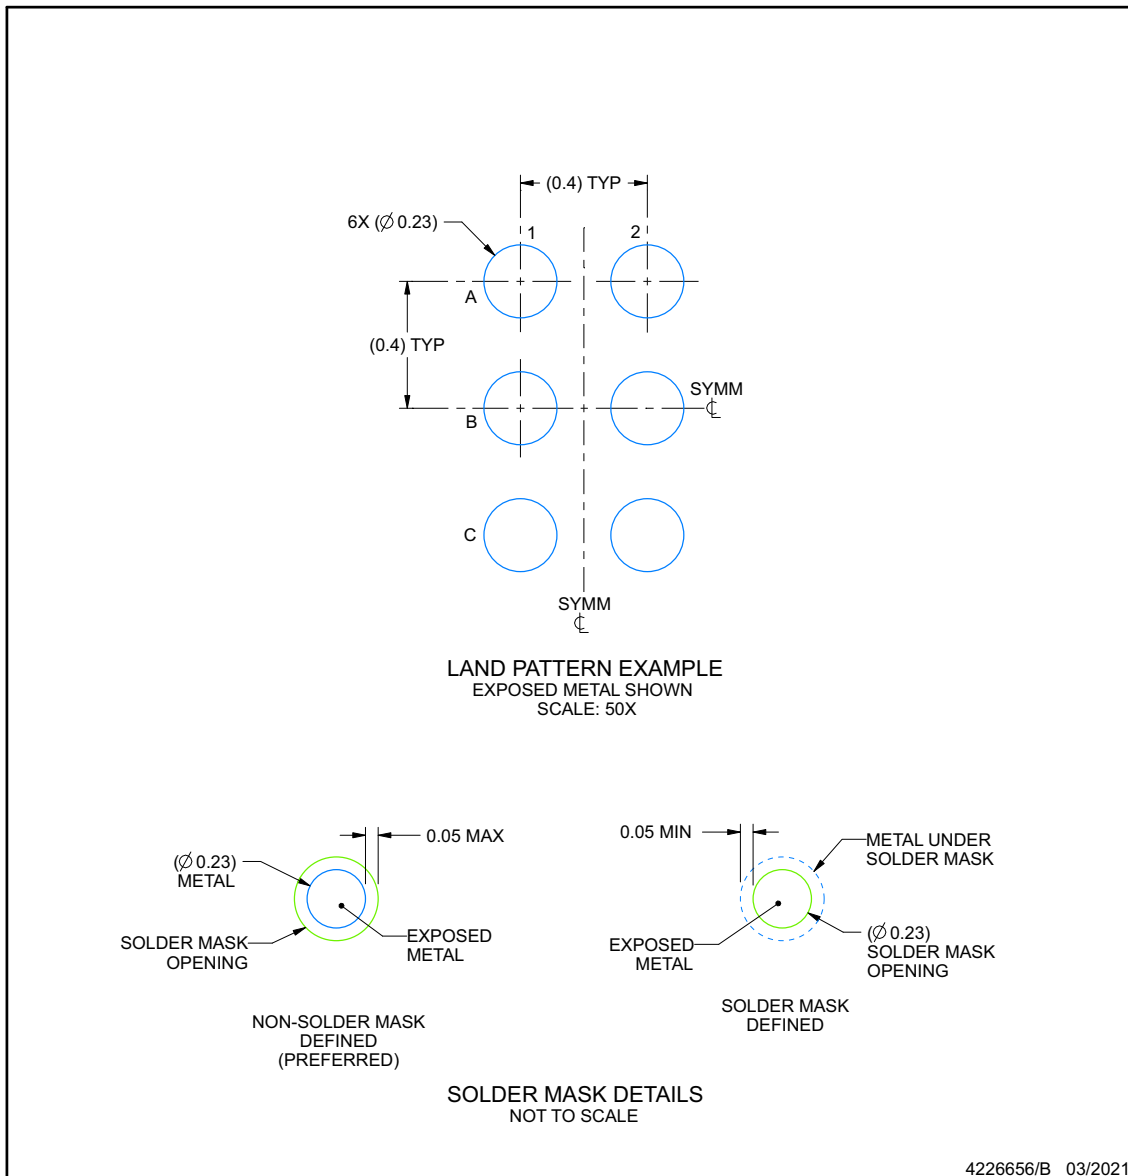 (0.4) TYP
6X (∅ 0.23)
1
2
A
(0.4) TYP
SYMM
B
C
SYMM
LAND PATTERN EXAMPLE
EXPOSED METAL SHOWN
SCALE: 50X
0.05 MAX
(∅ 0.23)
METAL
SOLDER MASK
OPENING
EXPOSED
METAL
NON-SOLDER MASK
DEFINED
(PREFERRED)
0.05 MIN
METAL UNDER
SOLDER MASK
EXPOSED
METAL
(∅ 0.23)
SOLDER MASK
OPENING
SOLDER MASK
DEFINED
SOLDER MASK DETAILS
NOT TO SCALE
4226656/B 03/2021